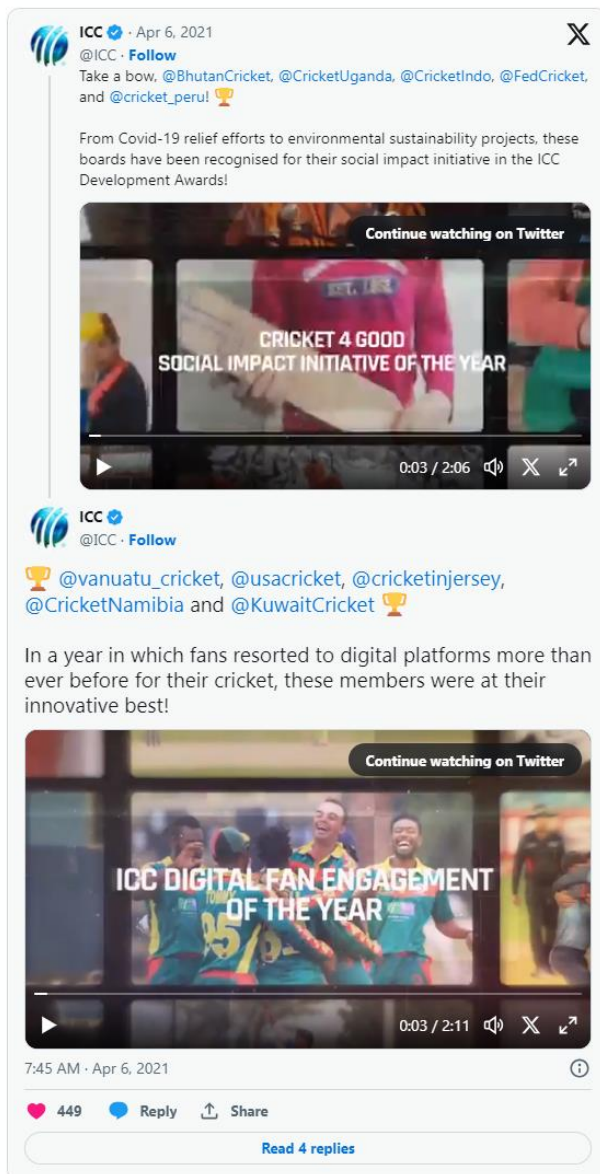 ICC · Apr 6, 2021
@ICC · Follow
Take a bow, @BhutanCricket, @CricketUganda, @CricketIndo, @FedCricket,
and @cricket_peru! 🏆
From Covid-19 relief efforts to environmental sustainability projects, these
boards have been recognised for their social impact initiative in the ICC
Development Awards!
Continue watching on Twitter
CRICKET 4 GOOD
SOCIAL IMPACT INITIATIVE OF THE YEAR
0:03 / 2:06
ICC
@ICC · Follow
🏆 @vanuatu_cricket, @usacricket, @cricketinjersey,
@CricketNamibia and @KuwaitCricket 🏆
In a year in which fans resorted to digital platforms more than
ever before for their cricket, these members were at their
innovative best!
Continue watching on Twitter
ICC DIGITAL FAN ENGAGEMENT
OF THE YEAR
95
0:03 / 2:11
7:45 AM · Apr 6, 2021
449 Reply Share
Read 4 replies